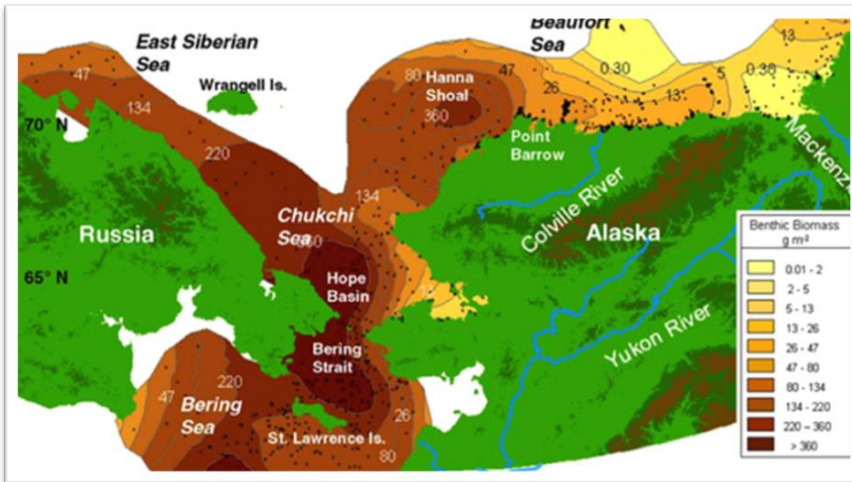 Beaufort
Sea
East Siberian
Sea
13
47
80
Hanna
Shoal
47
5
0.30
0.30
Wrangell Is.
26
13
134
360
70° N
Point
Barrow
220
134
Colville River
Chukchi
Sea
Russia
Alaska
65° N
Hope
Basin
Yukon River
Bering
Strait
220
47
Bering
Sea
26
St. Lawrence Is.
80
Benthic Biomass
g m-2
0.01 - 2
2 - 5
5 - 13
13 - 26
26 - 47
47 - 80
80 - 134
134 - 220
220 – 360
> 360